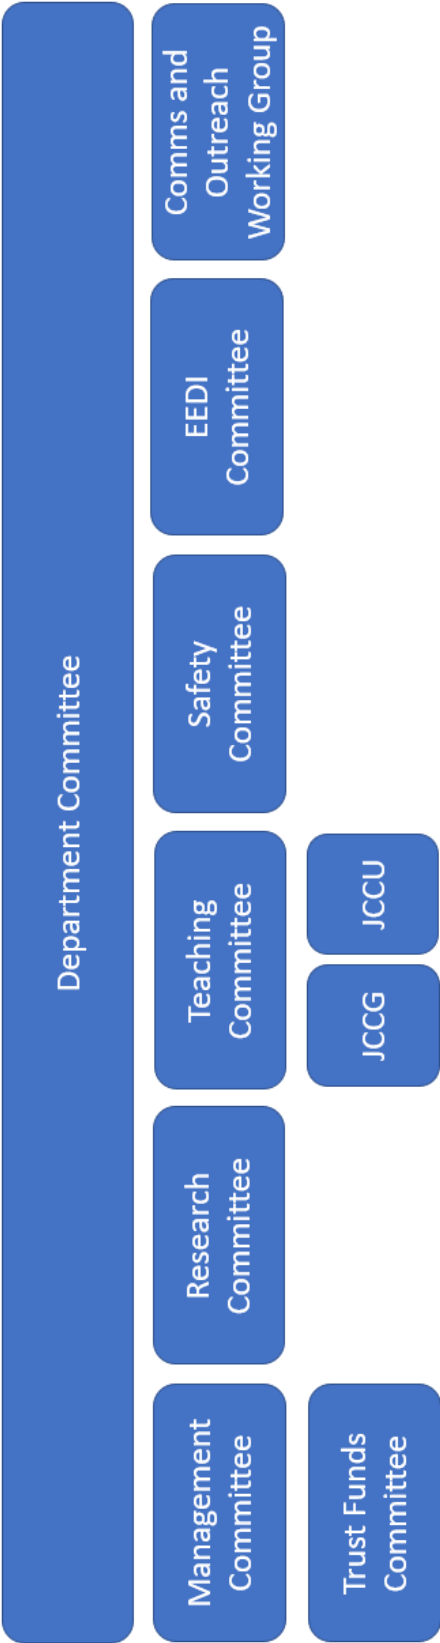 Department Committee
Management
Committee
Research
Committee
Teaching
Committee
Safety
Committee
EEDI
Committee
Comms and
Outreach
Working Group
Trust Funds
Committee
JCCG
JCCU